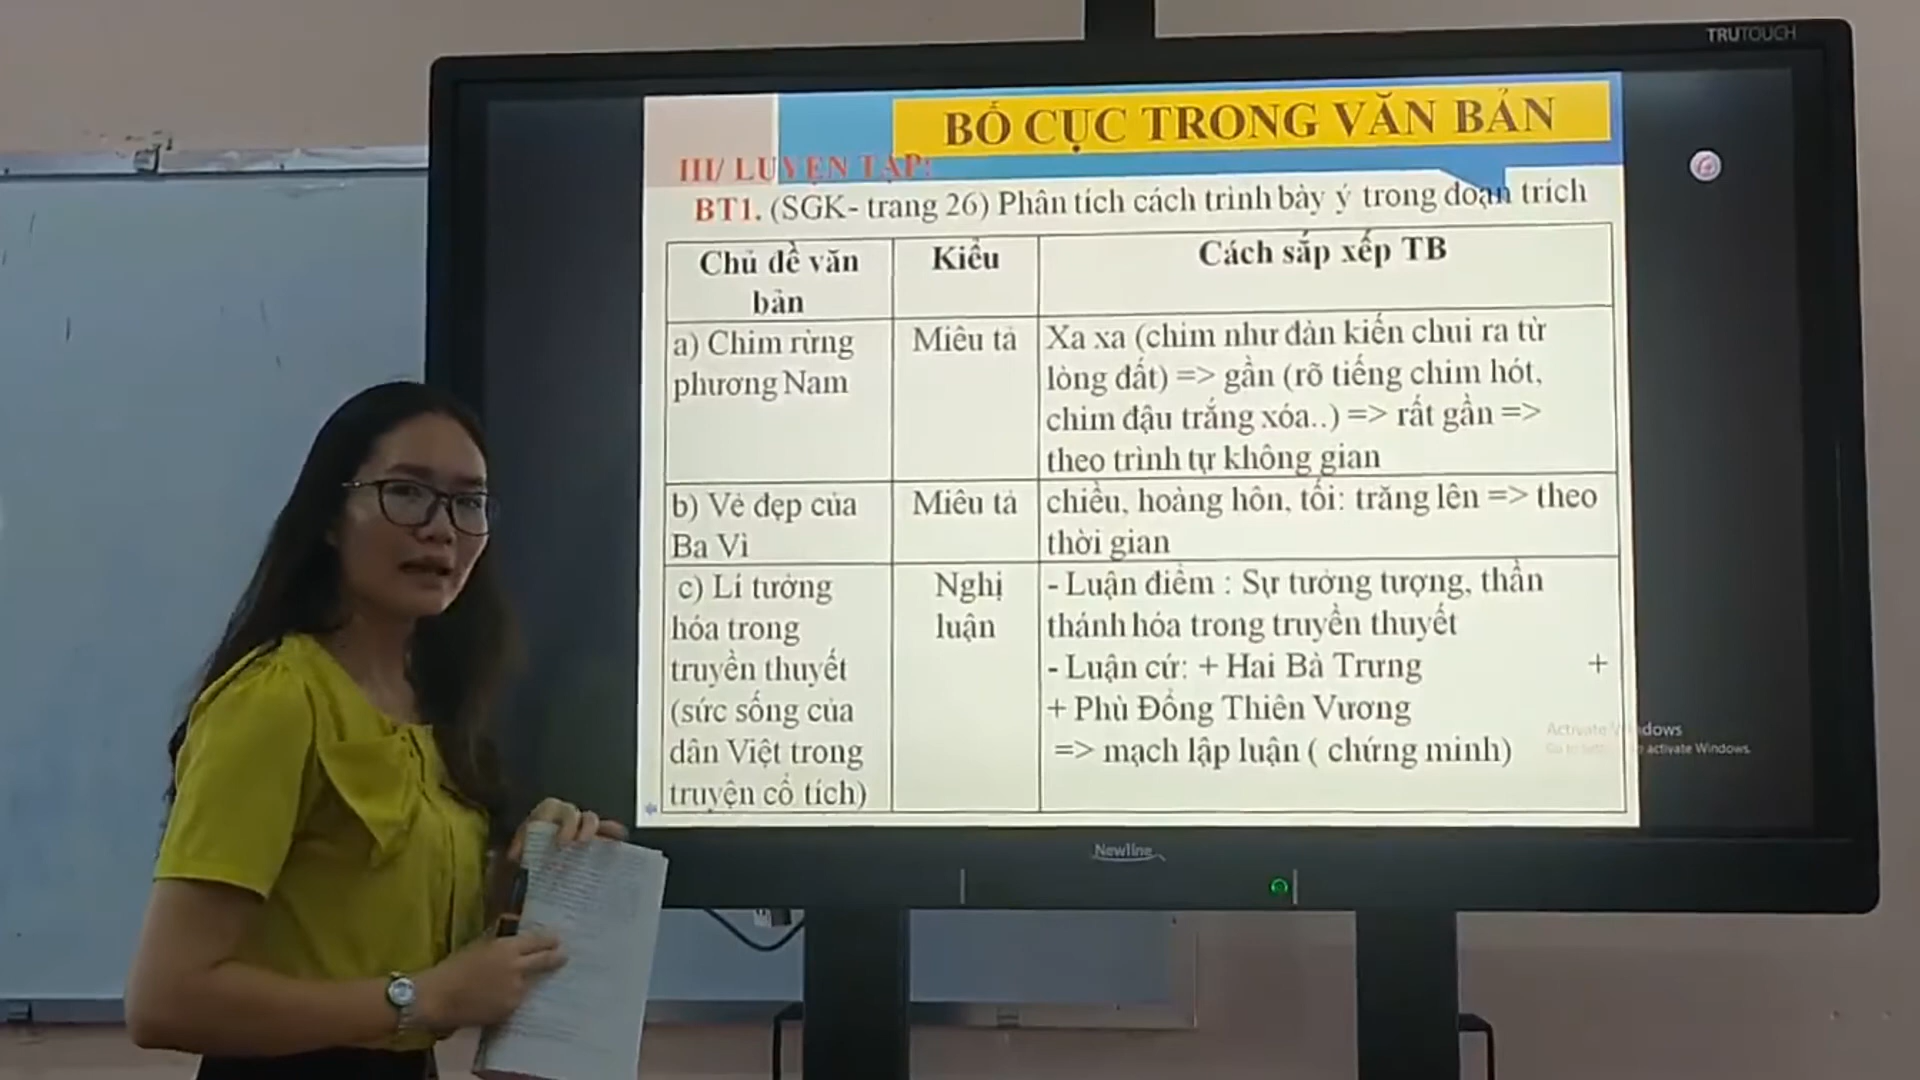 TRUTOUCH
BỐ CỤC TRONG VĂN BẢN
III/ LUYỆN TẬP:
BT1. (SGK- trang 26) Phân tích cách trình bày ý trong đoạn trích
Chủ đề văn
bản
Kiểu
Cách sắp xếp TB
a) Chim rừng
phương Nam
Miêu tả
Xa xa (chim như đàn kiến chui ra từ
lòng đất) => gần (rõ tiếng chim hót,
chim đậu trắng xóa..) => rất gần =>
theo trình tự không gian
b) Vẻ đẹp của
Ba Vì
Miêu tả
chiều, hoàng hôn, tối: trăng lên => theo
thời gian
c) Lí tưởng
hóa trong
truyền thuyết
(sức sống của
dân Việt trong
truyện cổ tích)
Nghị
luận
- Luận điểm : Sự tưởng tượng, thần
thánh hóa trong truyền thuyết
- Luận cứ: + Hai Bà Trưng +
+ Phù Đổng Thiên Vương
=> mạch lập luận ( chứng minh)
Activate Windows
Go to activate Windows.
Newline